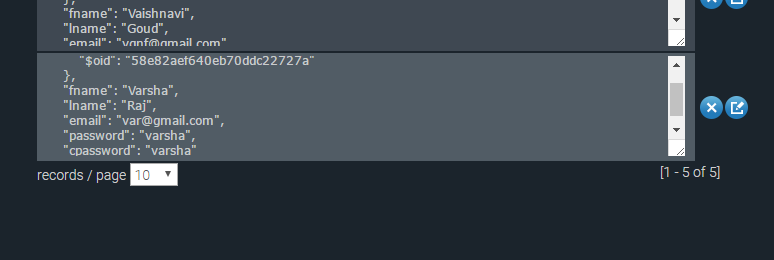 },
"fname": "Vaishnavi",
"lname": "Goud",
"email": "vgnf@gmail.com"
"$oid": "58e82aef640eb70ddc22727a"
},
"fname": "Varsha",
"lname": "Raj",
"email": "var@gmail.com",
"password": "varsha",
"cpassword": "varsha"
records / page 10 [1 - 5 of 5]